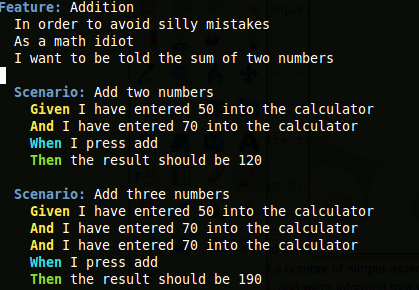 Feature: Addition
In order to avoid silly mistakes
As a math idiot
I want to be told the sum of two numbers
Scenario: Add two numbers
Given I have entered 50 into the calculator
And I have entered 70 into the calculator
When I press add
Then the result should be 120
Scenario: Add three numbers
Given I have entered 50 into the calculator
And I have entered 70 into the calculator
And I have entered 70 into the calculator
When I press add
Then the result should be 190